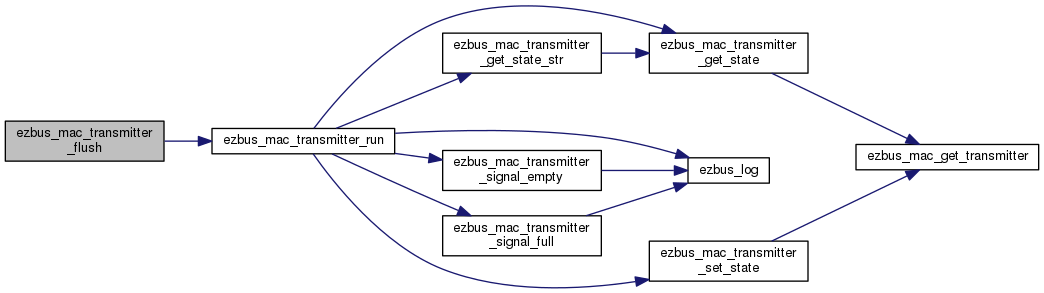 ezbus_mac_transmitter
_flush
ezbus_mac_transmitter_run
ezbus_mac_transmitter
_get_state_str
ezbus_mac_transmitter
_signal_empty
ezbus_mac_transmitter
_signal_full
ezbus_mac_transmitter
_get_state
ezbus_log
ezbus_mac_transmitter
_set_state
ezbus_mac_get_transmitter